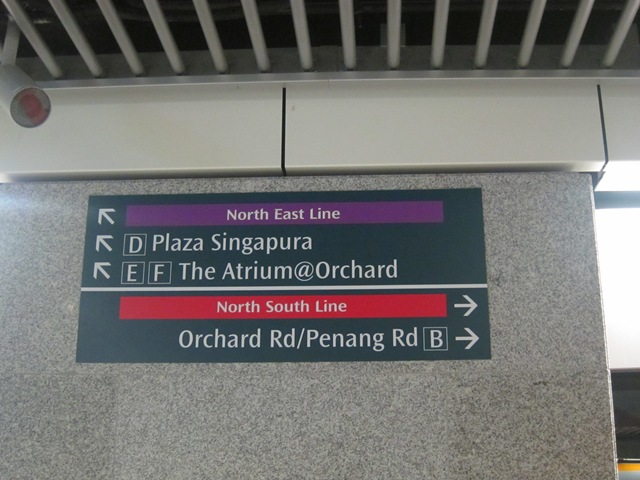 North East Line
D Plaza Singapura
E F The Atrium@Orchard
North South Line
Orchard Rd/Penang Rd B